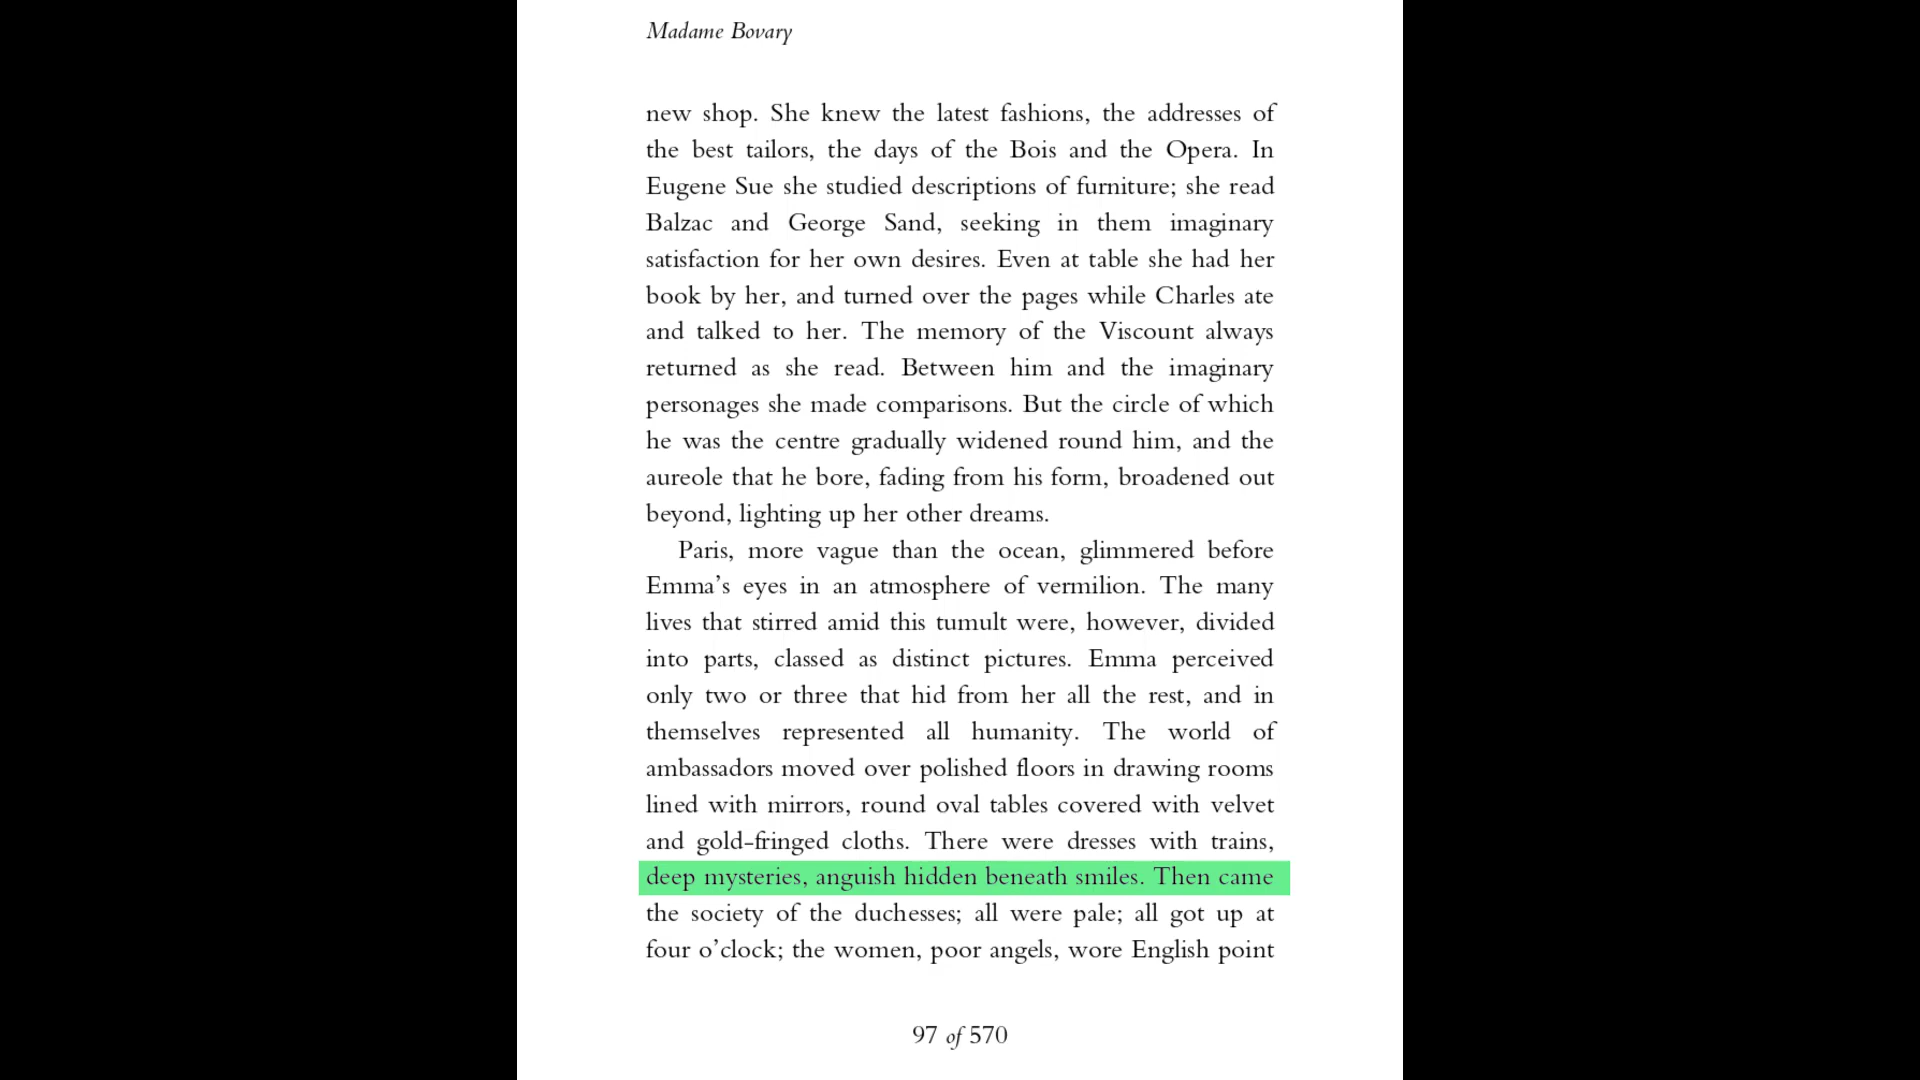 Madame Bovary
new shop. She knew the latest fashions, the addresses of
the best tailors, the days of the Bois and the Opera. In
Eugene Sue she studied descriptions of furniture; she read
Balzac and George Sand, seeking in them imaginary
satisfaction for her own desires. Even at table she had her
book by her, and turned over the pages while Charles ate
and talked to her. The memory of the Viscount always
returned as she read. Between him and the imaginary
personages she made comparisons. But the circle of which
he was the centre gradually widened round him, and the
aureole that he bore, fading from his form, broadened out
beyond, lighting up her other dreams.
Paris, more vague than the ocean, glimmered before
Emma’s eyes in an atmosphere of vermilion. The many
lives that stirred amid this tumult were, however, divided
into parts, classed as distinct pictures. Emma perceived
only two or three that hid from her all the rest, and in
themselves represented all humanity. The world of
ambassadors moved over polished floors in drawing rooms
lined with mirrors, round oval tables covered with velvet
and gold-fringed cloths. There were dresses with trains,
deep mysteries, anguish hidden beneath smiles. Then came
the society of the duchesses; all were pale; all got up at
four o’clock; the women, poor angels, wore English point
97 of 570